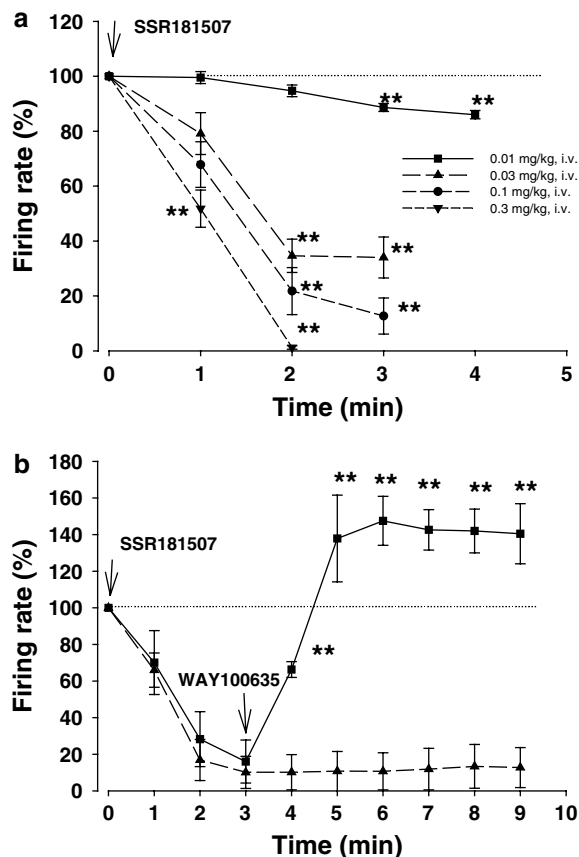 a
SSR181507
Firing rate (%)
120
100
80
60
40
20
0
** **
0.01 mg/kg, i.v.
0.03 mg/kg, i.v.
0.1 mg/kg, i.v.
0.3 mg/kg, i.v.
**
** **
**
**
**
0 1 2 3 4 5
Time (min)
b
SSR181507
WAY100635
Firing rate (%)
180
160
140
120
100
80
60
40
20
0
** ** ** ** **
**
0 1 2 3 4 5 6 7 8 9 10
Time (min)